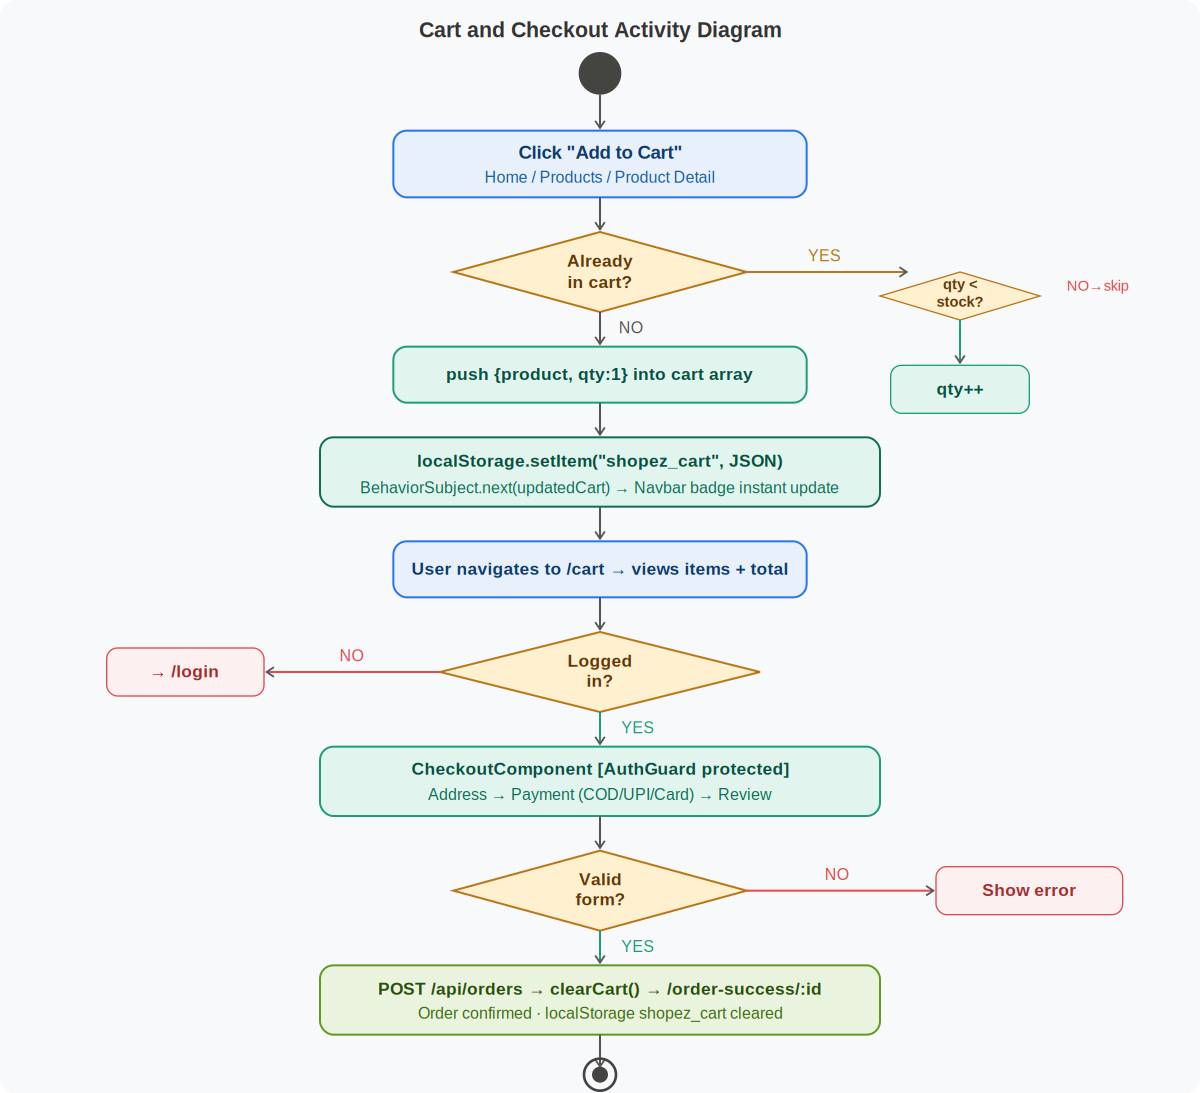 Cart and Checkout Activity Diagram
Click "Add to Cart"
Home / Products / Product Detail
Already
in cart?
YES
qty <
stock?
NO→skip
NO
push {product, qty:1} into cart array
qty++
localStorage.setItem("shopez_cart", JSON)
BehaviorSubject.next(updatedCart) → Navbar badge instant update
User navigates to /cart → views items + total
Logged
in?
NO
→ /login
YES
CheckoutComponent [AuthGuard protected]
Address → Payment (COD/UPI/Card) → Review
Valid
form?
NO
Show error
YES
POST /api/orders → clearCart() → /order-success/:id
Order confirmed · localStorage shopez_cart cleared